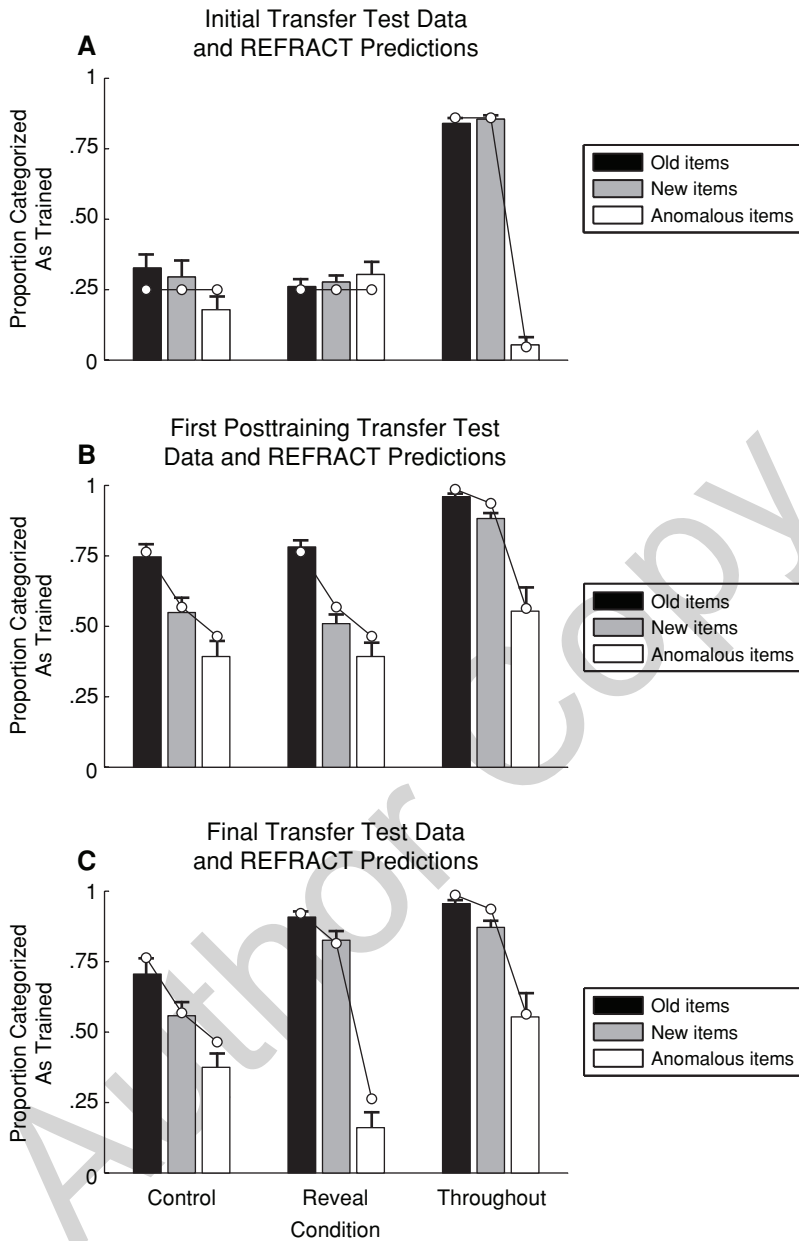 Initial Transfer Test Data
and REFRACT Predictions
A
1
.75
.50
.25
0
Proportion Categorized
As Trained
Old items
New items
Anomalous items
First Posttraining Transfer Test
Data and REFRACT Predictions
B
1
.75
.50
.25
0
Proportion Categorized
As Trained
Old items
New items
Anomalous items
Final Transfer Test Data
and REFRACT Predictions
C
1
.75
.50
.25
0
Proportion Categorized
As Trained
Old items
New items
Anomalous items
Control
Reveal
Throughout
Condition
Author Copy